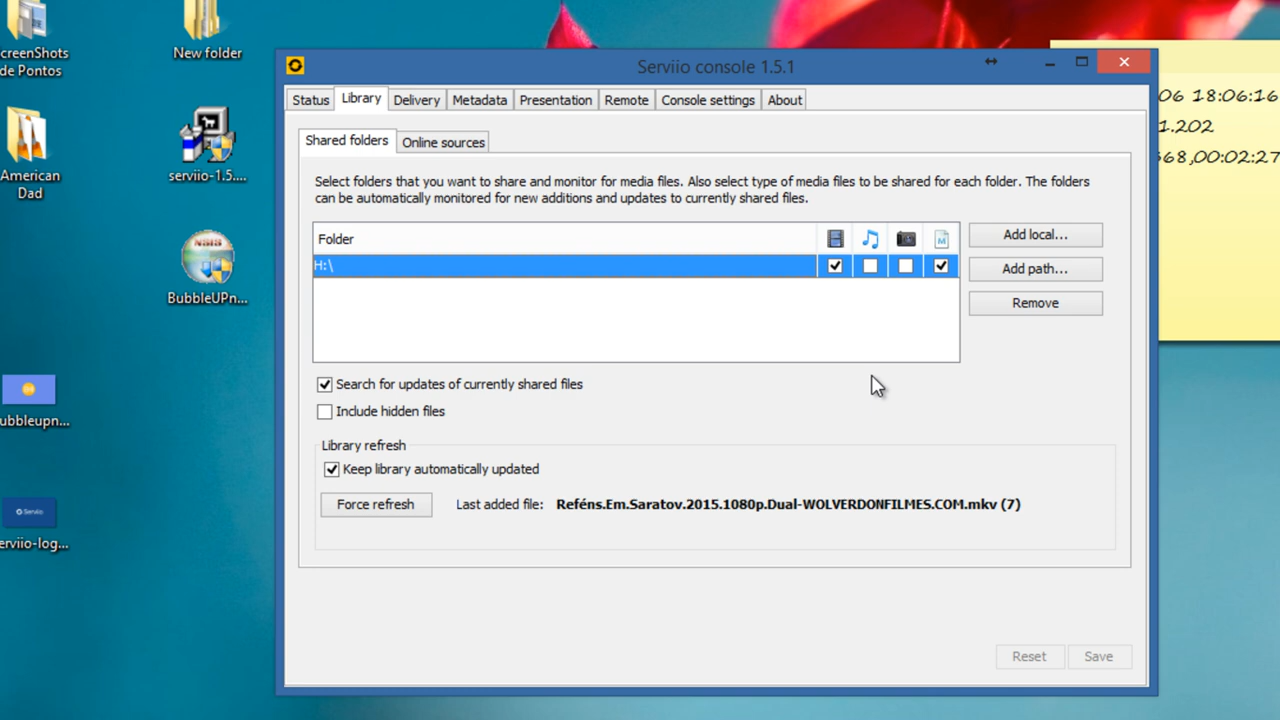 creenShots
de Pontos
New folder
American
Dad
serviio-1.5....
NSIS
BubbleUPn...
ubbleupn...
Serviio
erviio-log...
Serviio console 1.5.1
Status
Library
Delivery
Metadata
Presentation
Remote
Console settings
About
Shared folders
Online sources
Select folders that you want to share and monitor for media files. Also select type of media files to be shared for each folder. The folders
can be automatically monitored for new additions and updates to currently shared files.
Folder
M
H:\
Add local...
Add path...
Remove
Search for updates of currently shared files
Include hidden files
Library refresh
Keep library automatically updated
Force refresh
Last added file:
Reféns.Em.Saratov.2015.1080p.Dual-WOLVERDONFILMES.COM.mkv (7)
Reset
Save
06 18:06:16
1.202
68,00:02:27